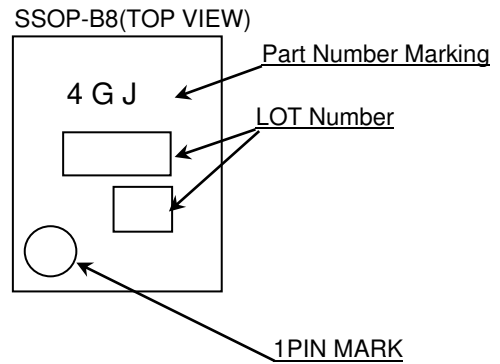 SSOP-B8(TOP VIEW)
Part Number Marking
4 G J
LOT Number
1PIN MARK